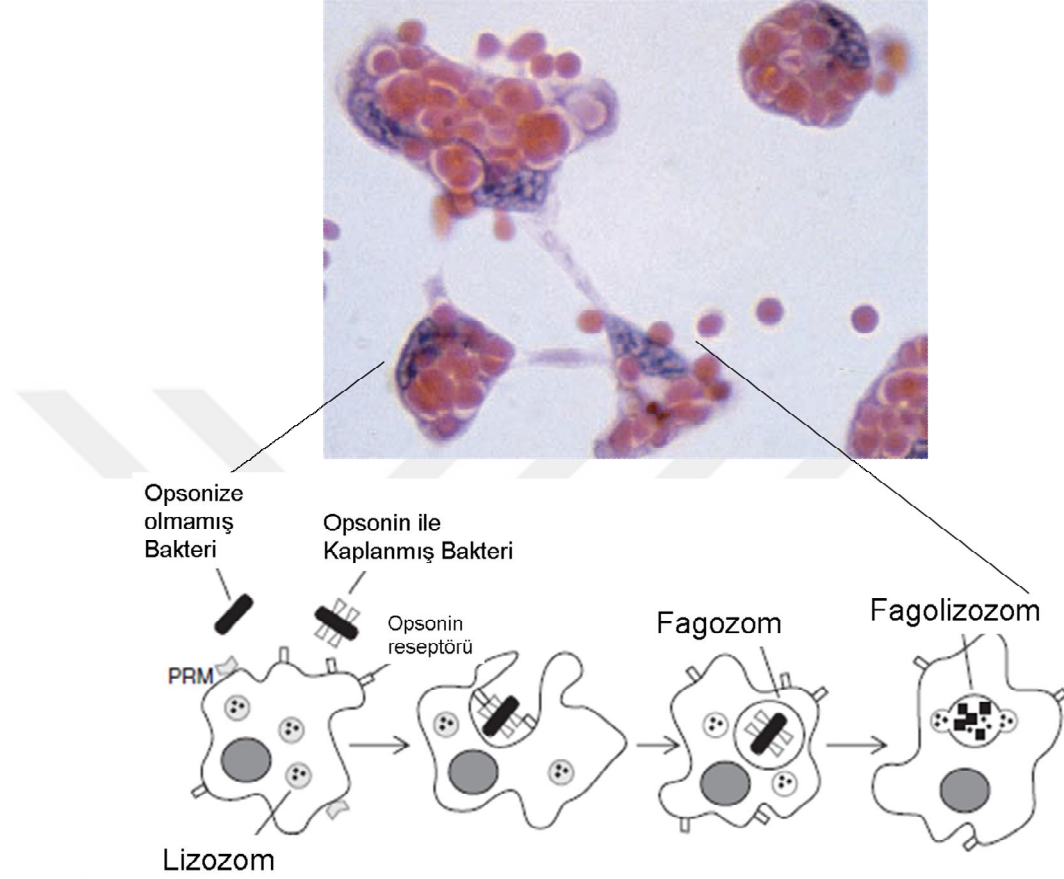 Opsonize
olmamış
Bakteri
Opsonin ile
Kaplanmış Bakteri
Opsonin
reseptörü
PRM
Fagozom
Fagolizozom
Lizozom